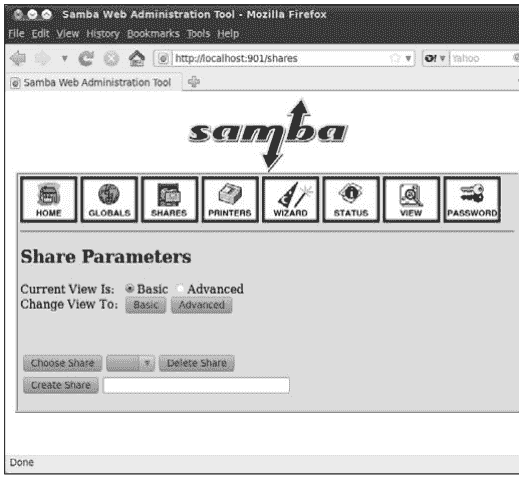 Samba Web Administration Tool - Mozilla Firefox
File Edit View History Bookmarks Tools Help
http://localhost:901/shares
Yahoo
Samba Web Administration Tool
samba
HOME GLOBALS SHARES PRINTERS WIZARD STATUS VIEW PASSWORD
Share Parameters
Current View Is: Basic Advanced
Change View To: Basic Advanced
Choose Share Delete Share
Create Share
Done